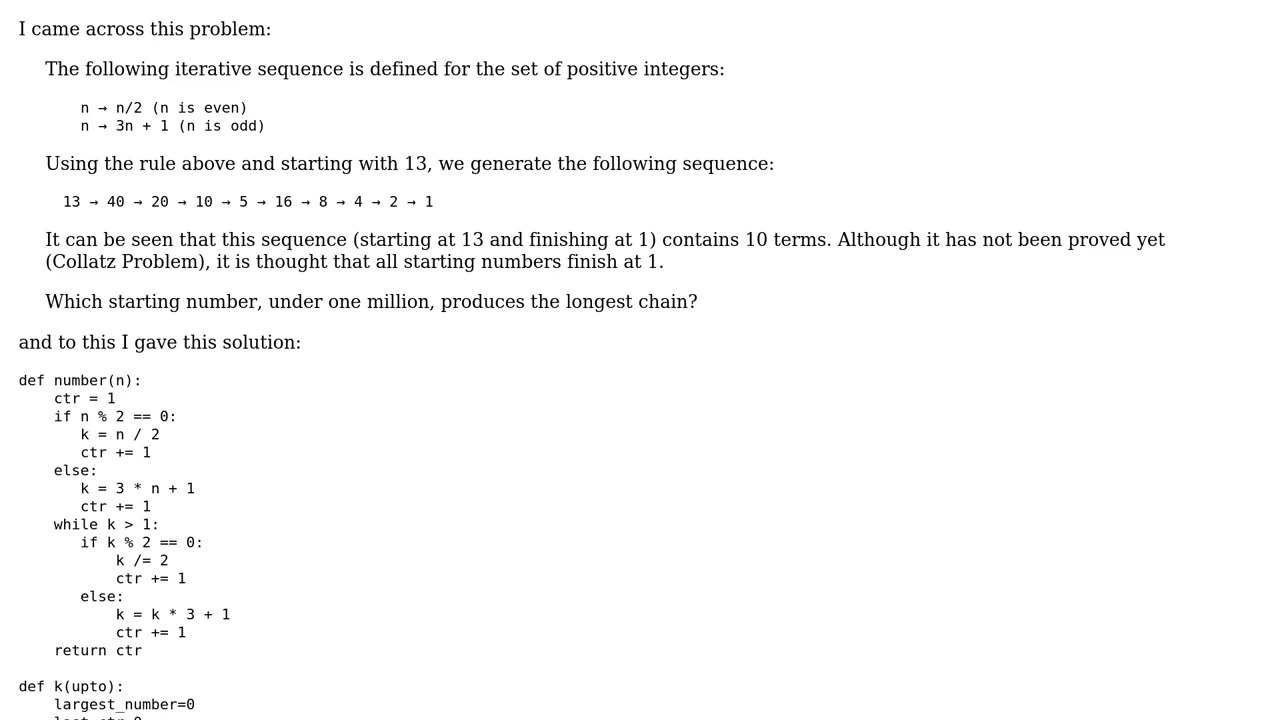 I came across this problem:
The following iterative sequence is defined for the set of positive integers:
n → n/2 (n is even)
n → 3n + 1 (n is odd)
Using the rule above and starting with 13, we generate the following sequence:
13 → 40 → 20 → 10 → 5 → 16 → 8 → 4 → 2 → 1
It can be seen that this sequence (starting at 13 and finishing at 1) contains 10 terms. Although it has not been proved yet
(Collatz Problem), it is thought that all starting numbers finish at 1.
Which starting number, under one million, produces the longest chain?
and to this I gave this solution:
def number(n):
    ctr = 1
    if n % 2 == 0:
       k = n / 2
       ctr += 1
    else:
       k = 3 * n + 1
       ctr += 1
    while k > 1:
       if k % 2 == 0:
           k /= 2
           ctr += 1
       else:
           k = k * 3 + 1
           ctr += 1
    return ctr
def k(upto):
    largest_number=0